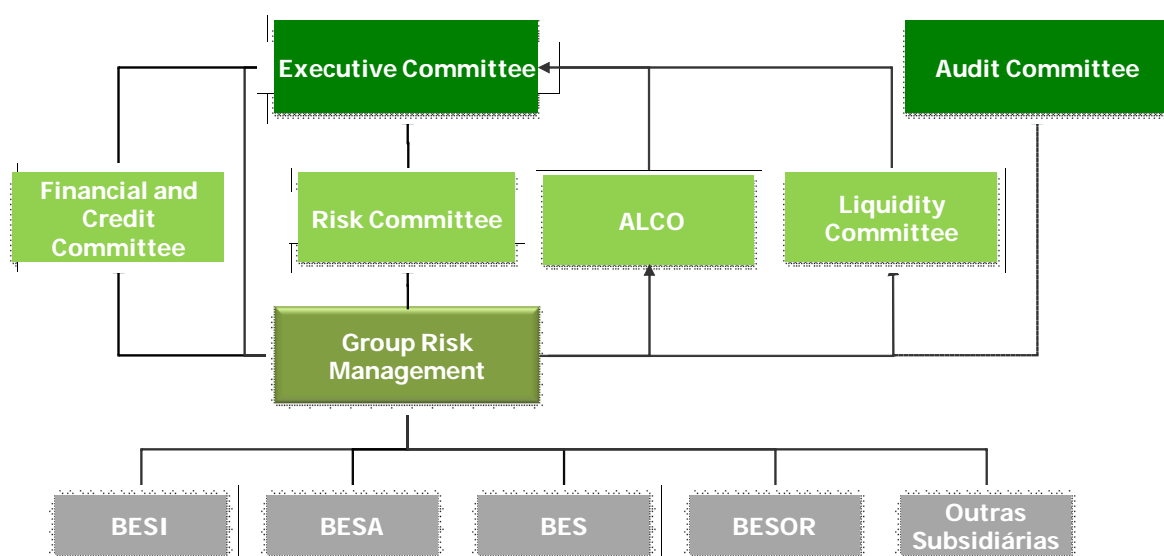 Executive Committee
Audit Committee
Financial and
Credit
Committee
Risk Committee
ALCO
Liquidity
Committee
Group Risk
Management
BESI
BESA
BES
BESOR
Outras
Subsidiárias